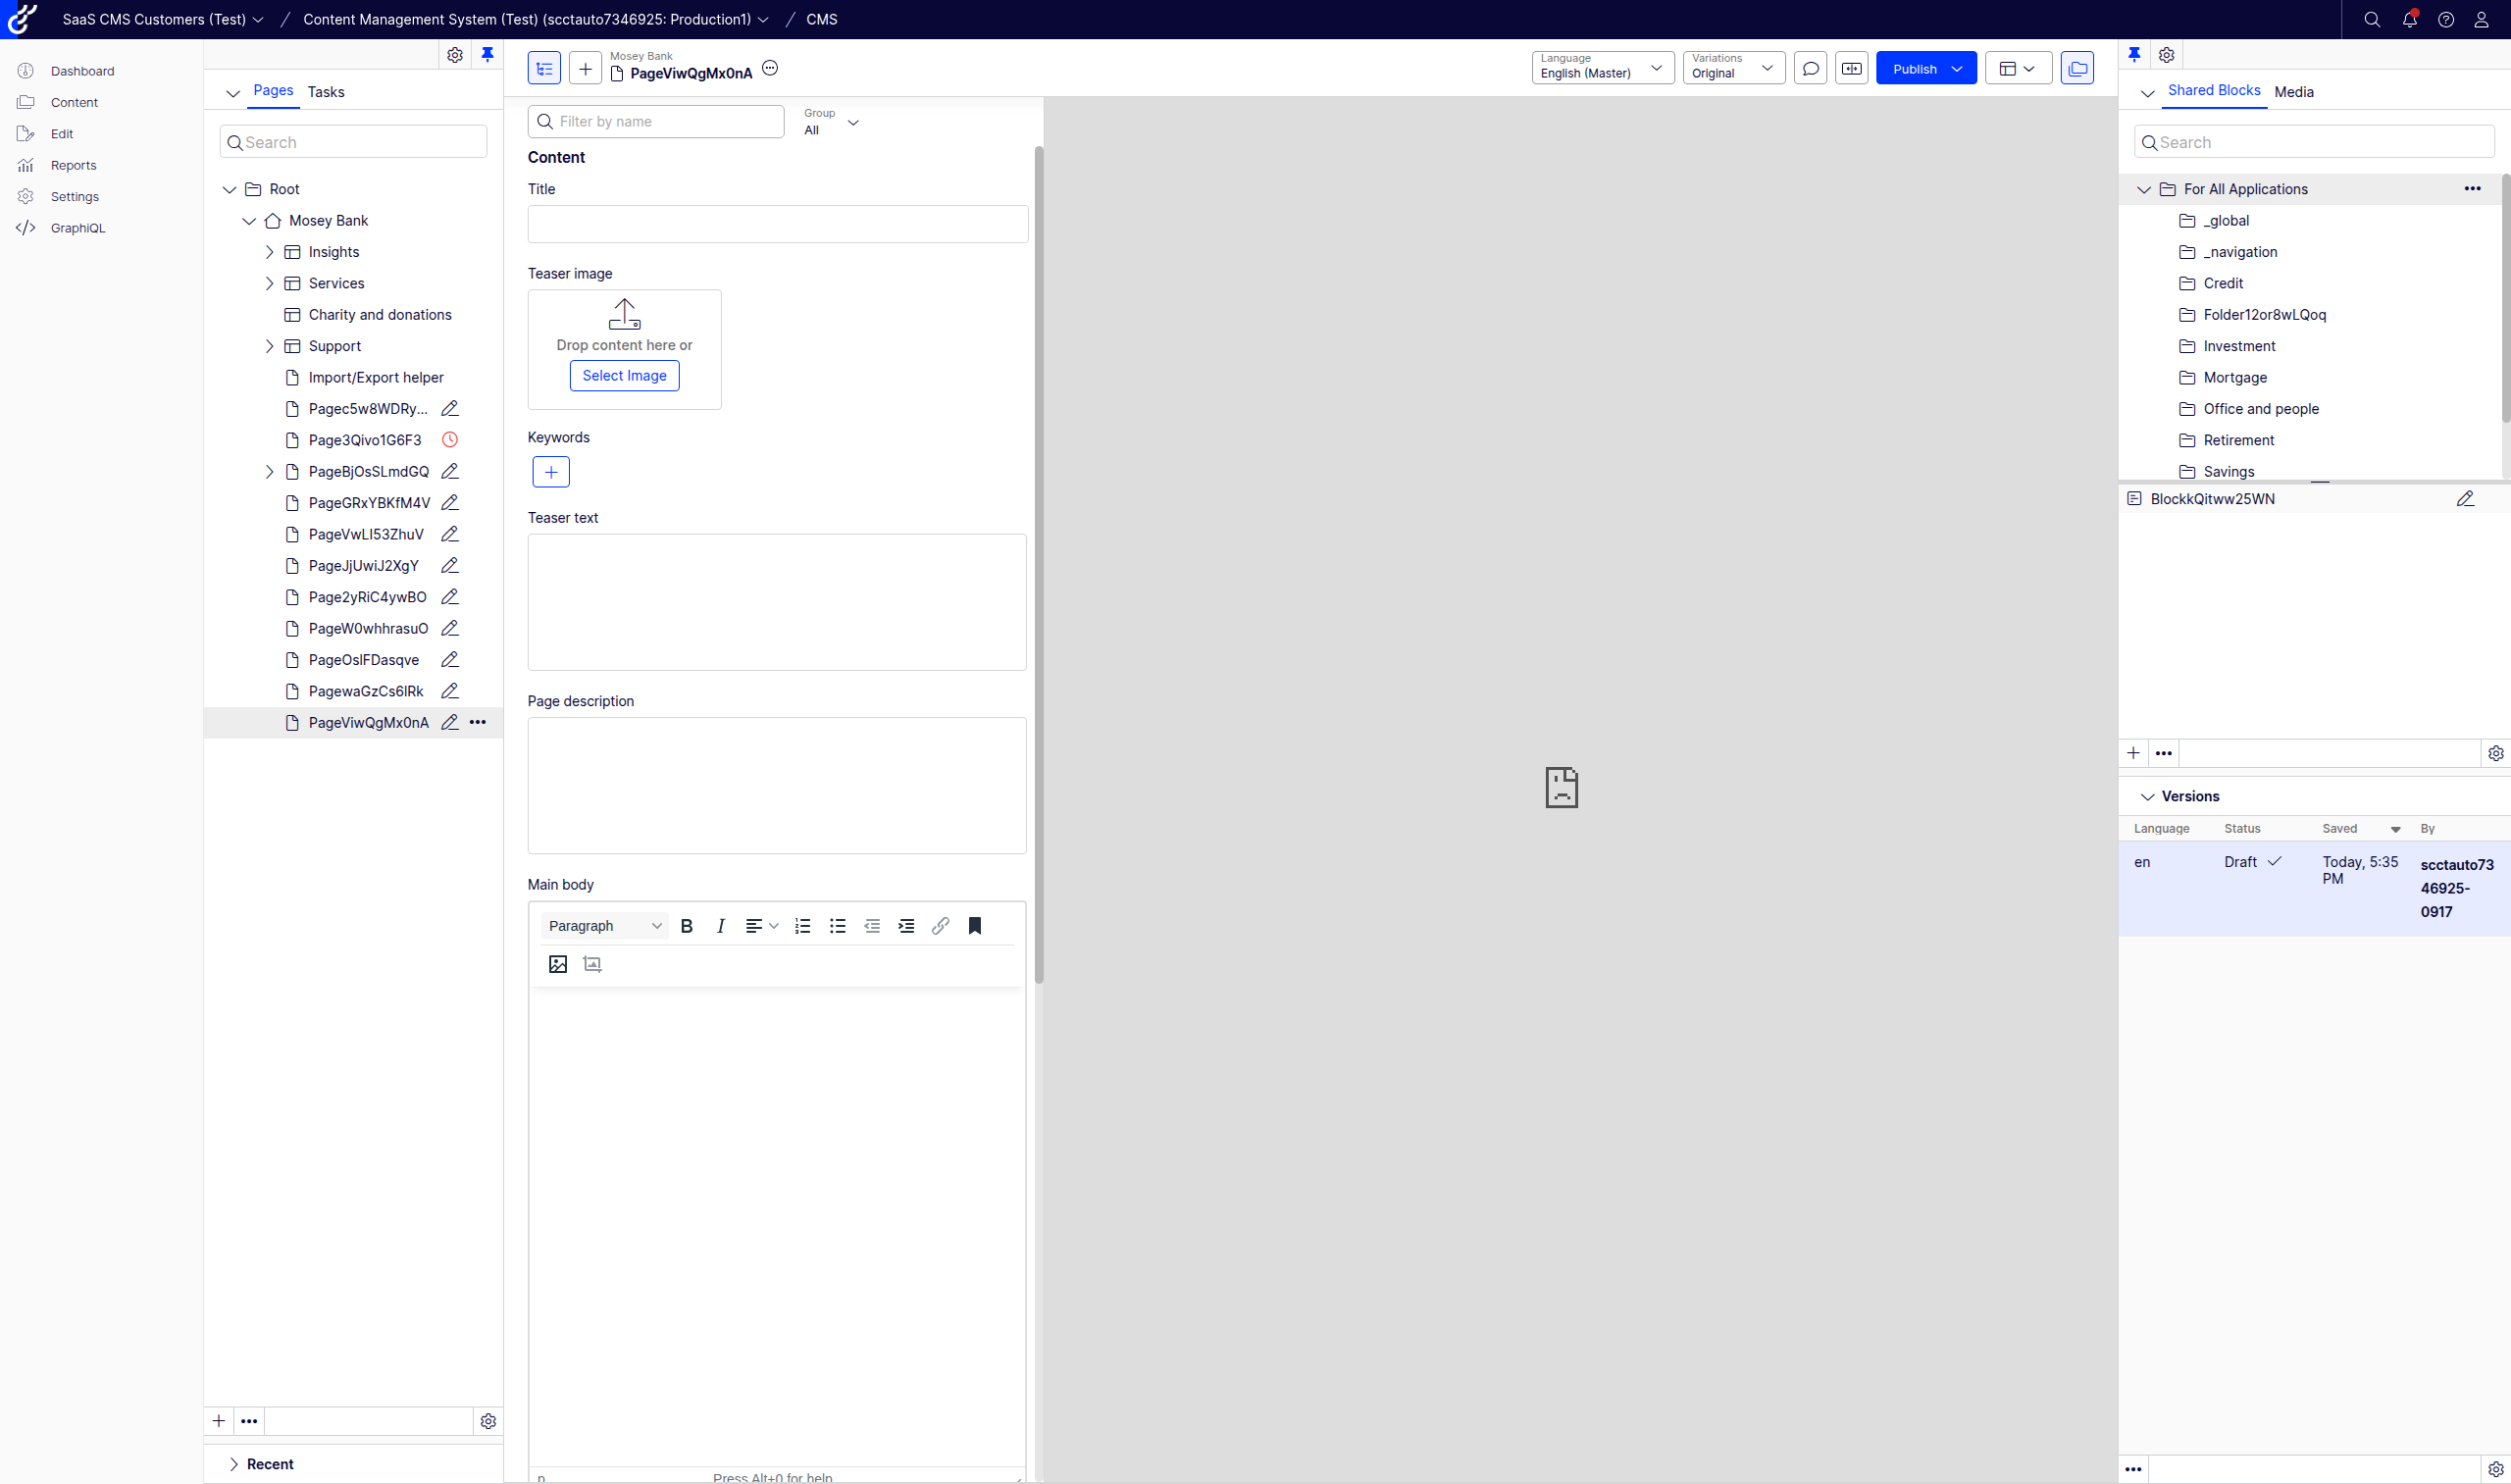 SaaS CMS Customers (Test) / Content Management System (Test) (scctauto7346925: Production1) / CMS
Dashboard
Content
Edit
Reports
Settings
GraphiQL
Pages Tasks
Search
Root
Mosey Bank
Insights
Services
Charity and donations
Support
Import/Export helper
Pagec5w8WDRy...
Page3Qivo1G6F3
PageBjOsSLmdGQ
PageGRxYBKfM4V
PageVwLI53ZhuV
PageJjUwiJ2XgY
Page2yRiC4ywBO
PageW0whhrasuO
PageOsIFDasqve
PagewaGzCs6IRk
PageViwQgMx0nA
Recent
Mosey Bank
PageViwQgMx0nA
Language
English (Master)
Variations
Original
Publish
Filter by name
Group
All
Content
Title
Teaser image
Drop content here or
Select Image
Keywords
Teaser text
Page description
Main body
Paragraph
B I
p
Press Alt+0 for help
Shared Blocks Media
Search
For All Applications
_global
_navigation
Credit
Folder12or8wLQoq
Investment
Mortgage
Office and people
Retirement
Savings
BlockkQitww25WN
Versions
Language Status Saved By
en Draft Today, 5:35 PM scctauto7346925-0917